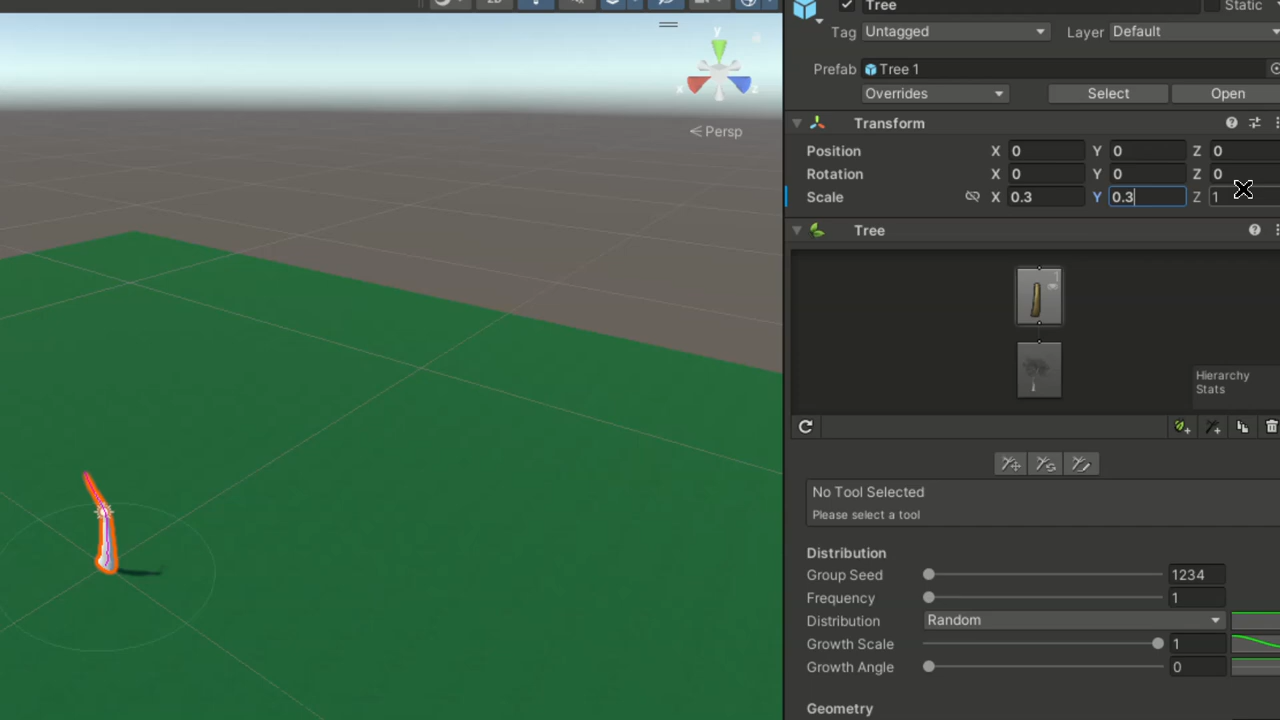 2D
Tree
Static
Tag Untagged Layer Default
Prefab Tree 1
Overrides Select Open
y
x z
Persp
Transform
Position X 0 Y 0 Z 0
Rotation X 0 Y 0 Z 0
Scale X 0.3 Y 0.3 Z 1
Tree
1
Hierarchy
Stats
No Tool Selected
Please select a tool
Distribution
Group Seed 1234
Frequency 1
Distribution Random
Growth Scale 1
Growth Angle 0
Geometry